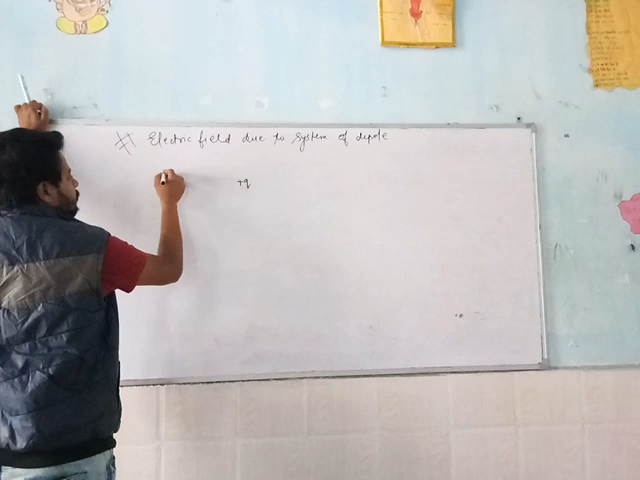 # Electric field due to system of dipole
+q